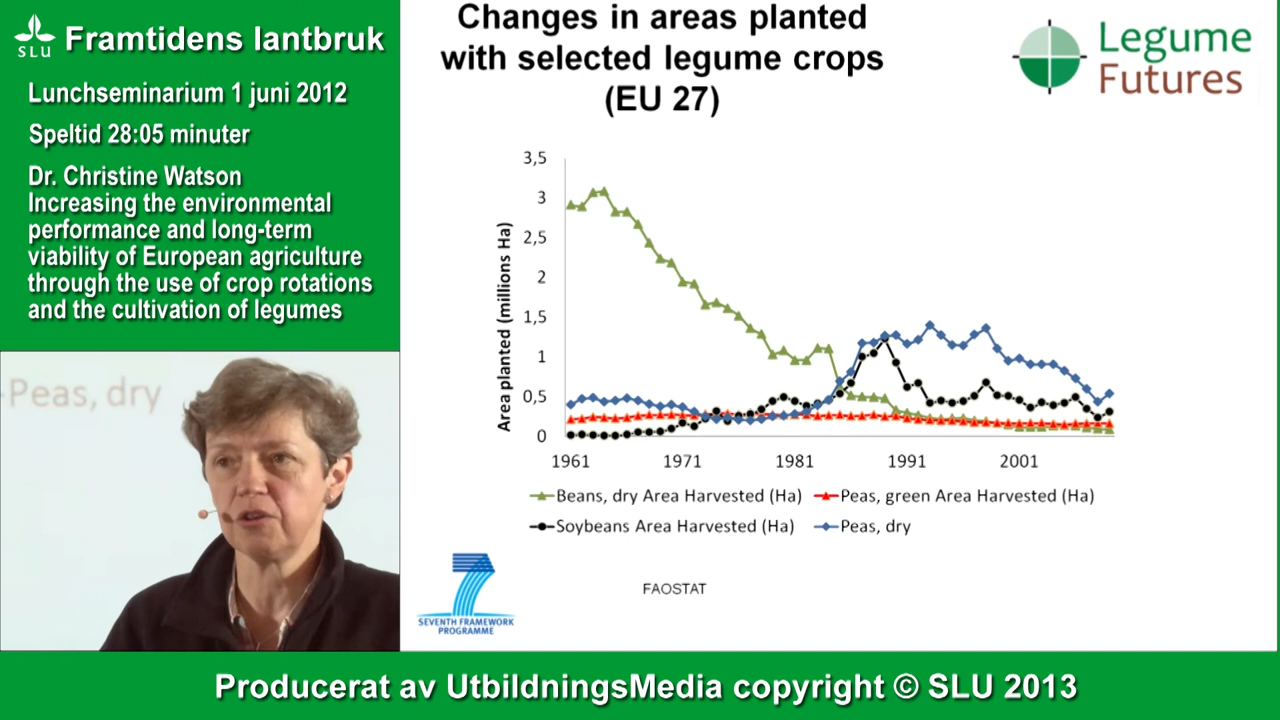 SLU
Framtidens lantbruk
Lunchseminarium 1 juni 2012
Speltid 28:05 minuter
Dr. Christine Watson
Increasing the environmental
performance and long-term
viability of European agriculture
through the use of crop rotations
and the cultivation of legumes
Peas, dry
Changes in areas planted
with selected legume crops
(EU 27)
Legume
Futures
Area planted (millions Ha)
3,5
3
2,5
2
1,5
1
0,5
0
1961 1971 1981 1991 2001
Beans, dry Area Harvested (Ha) Peas, green Area Harvested (Ha)
Soybeans Area Harvested (Ha) Peas, dry
7
SEVENTH FRAMEWORK
PROGRAMME
FAOSTAT
Producerat av UtbildningsMedia copyright © SLU 2013